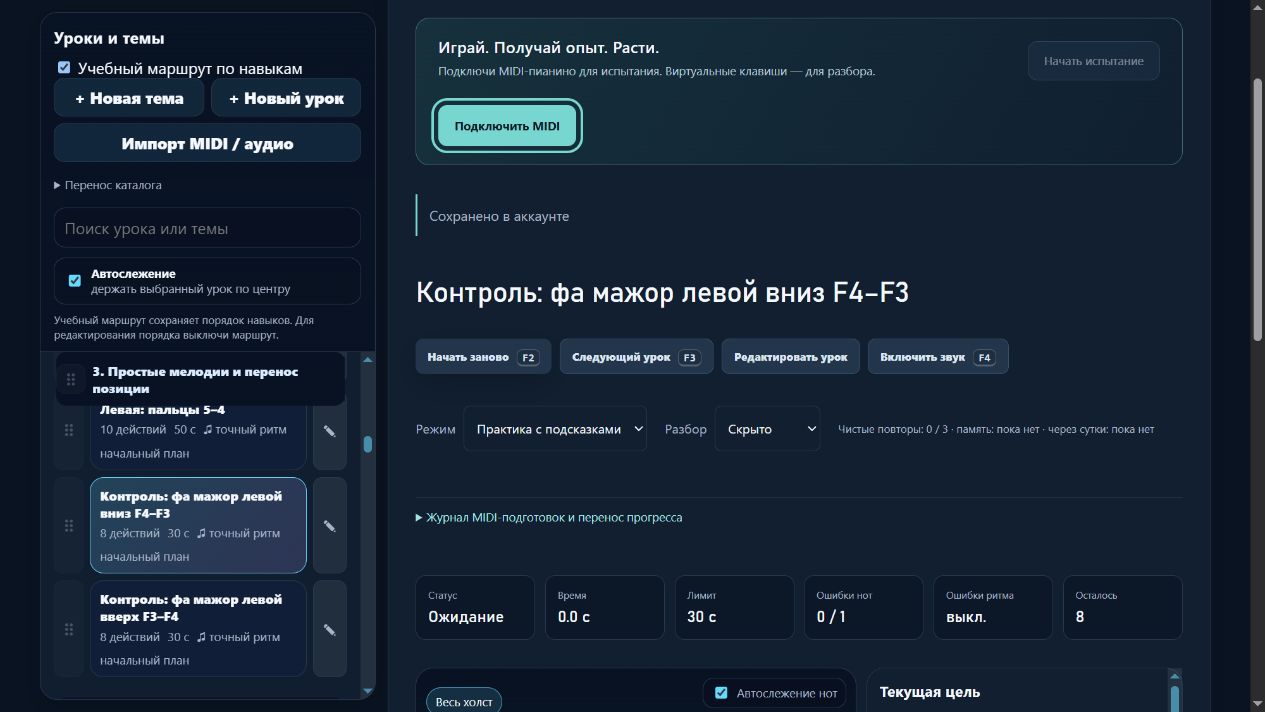 Уроки и темы
Учебный маршрут по навыкам
+ Новая тема
+ Новый урок
Импорт MIDI / аудио
Перенос каталога
Поиск урока или темы
Автослежение
держать выбранный урок по центру
Учебный маршрут сохраняет порядок навыков. Для
редактирования порядка выключи маршрут.
3. Простые мелодии и перенос
позиции
Левая: пальцы 5–4
10 действий 50 с ♫ точный ритм
начальный план
Контроль: фа мажор левой
вниз F4–F3
8 действий 30 с ♫ точный ритм
начальный план
Контроль: фа мажор левой
вверх F3–F4
8 действий 30 с ♫ точный ритм
начальный план
Играй. Получай опыт. Расти.
Подключи MIDI-пианино для испытания. Виртуальные клавиши — для разбора.
Начать испытание
Подключить MIDI
Сохранено в аккаунте
Контроль: фа мажор левой вниз F4–F3
Начать заново F2
Следующий урок F3
Редактировать урок
Включить звук F4
Режим
Практика с подсказками
Разбор
Скрыто
Чистые повторы: 0 / 3 · память: пока нет · через сутки: пока нет
Журнал MIDI-подготовок и перенос прогресса
Статус
Ожидание
Время
0.0 с
Лимит
30 с
Ошибки нот
0 / 1
Ошибки ритма
выкл.
Осталось
8
Весь холст
Автослежение нот
Текущая цель